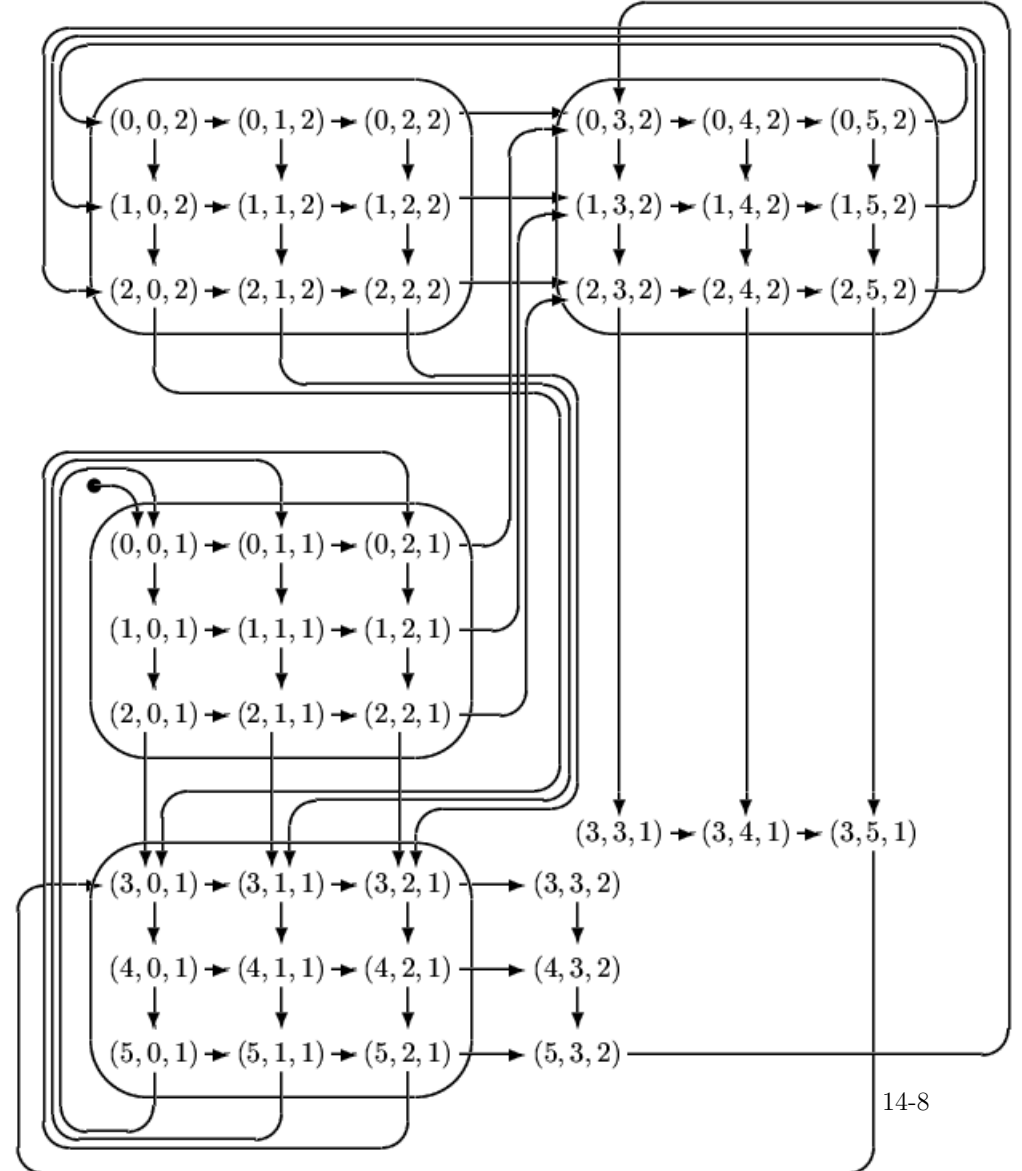 (0, 0, 2) (0, 1, 2) (0, 2, 2) (0, 3, 2) (0, 4, 2) (0, 5, 2)
(1, 0, 2) (1, 1, 2) (1, 2, 2) (1, 3, 2) (1, 4, 2) (1, 5, 2)
(2, 0, 2) (2, 1, 2) (2, 2, 2) (2, 3, 2) (2, 4, 2) (2, 5, 2)
(0, 0, 1) (0, 1, 1) (0, 2, 1)
(1, 0, 1) (1, 1, 1) (1, 2, 1)
(2, 0, 1) (2, 1, 1) (2, 2, 1)
(3, 3, 1) (3, 4, 1) (3, 5, 1)
(3, 0, 1) (3, 1, 1) (3, 2, 1) (3, 3, 2)
(4, 0, 1) (4, 1, 1) (4, 2, 1) (4, 3, 2)
(5, 0, 1) (5, 1, 1) (5, 2, 1) (5, 3, 2)
14-8